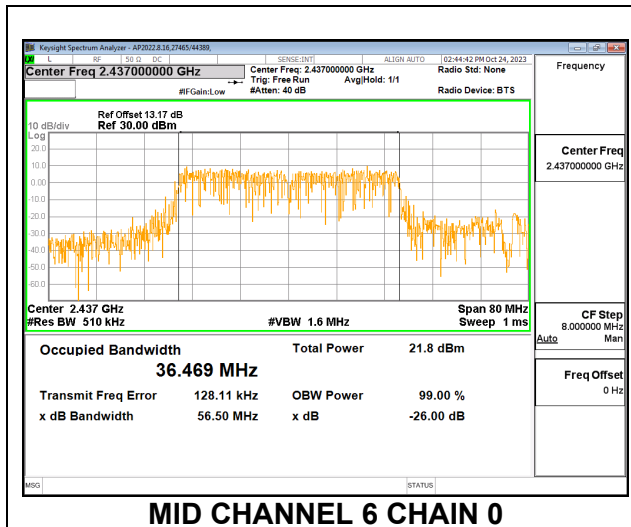 Keysight Spectrum Analyzer - AP2022.8.16,27465/44389,
L RF 50 Ω DC SENSE:INT ALIGN AUTO 02:44:42 PM Oct 24, 2023
Center Freq 2.437000000 GHz
Center Freq: 2.437000000 GHz
Radio Std: None
Trig: Free Run Avg|Hold: 1/1
#IFGain:Low #Atten: 40 dB Radio Device: BTS
Frequency
Ref Offset 13.17 dB
10 dB/div Ref 30.00 dBm
Log
20.0
10.0
0.00
-10.0
-20.0
-30.0
-40.0
-50.0
-60.0
Center 2.437 GHz Span 80 MHz
#Res BW 510 kHz #VBW 1.6 MHz Sweep 1 ms
Center Freq
2.437000000 GHz
CF Step
8.000000 MHz
Auto Man
Freq Offset
0 Hz
Occupied Bandwidth Total Power 21.8 dBm
36.469 MHz
Transmit Freq Error 128.11 kHz OBW Power 99.00 %
x dB Bandwidth 56.50 MHz x dB -26.00 dB
MSG STATUS
MID CHANNEL 6 CHAIN 0